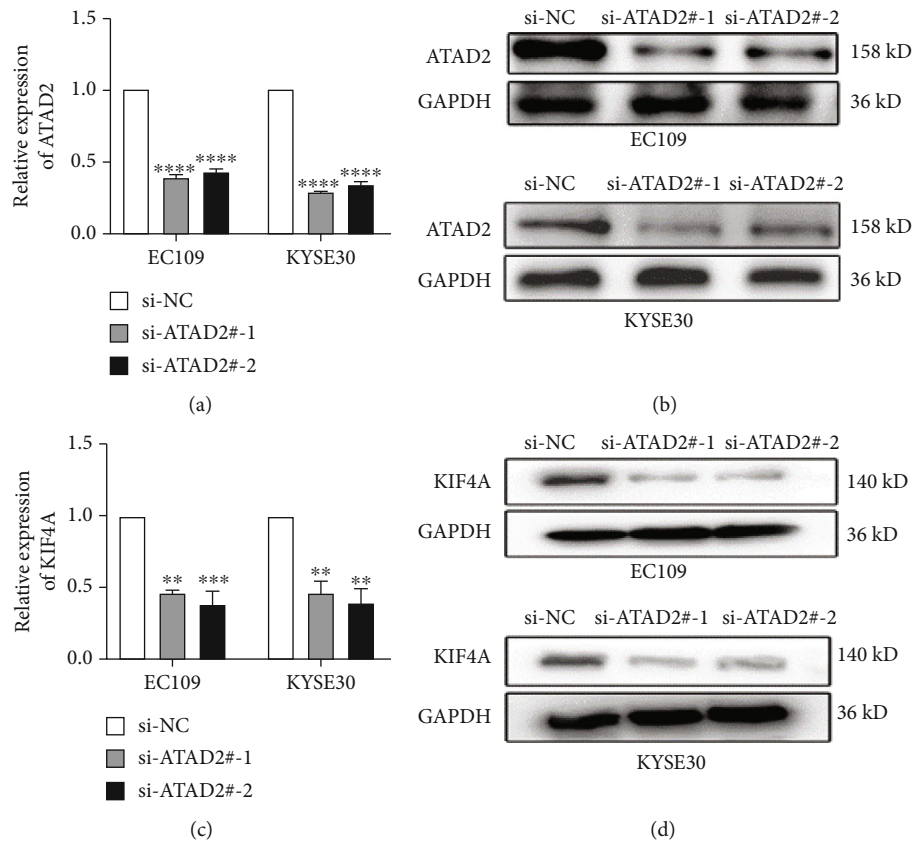 1.5
1.0
0.5
0.0
Relative expression
of ATAD2
**** **** **** ****
EC109 KYSE30
si-NC
si-ATAD2#-1
si-ATAD2#-2
(a)
si-NC si-ATAD2#-1 si-ATAD2#-2
ATAD2 158 kD
GAPDH 36 kD
EC109
si-NC si-ATAD2#-1 si-ATAD2#-2
ATAD2 158 kD
GAPDH 36 kD
KYSE30
(b)
1.5
1.0
0.5
0.0
Relative expression
of KIF4A
** *** ** **
EC109 KYSE30
si-NC
si-ATAD2#-1
si-ATAD2#-2
(c)
si-NC si-ATAD2#-1 si-ATAD2#-2
KIF4A 140 kD
GAPDH 36 kD
EC109
si-NC si-ATAD2#-1 si-ATAD2#-2
KIF4A 140 kD
GAPDH 36 kD
KYSE30
(d)